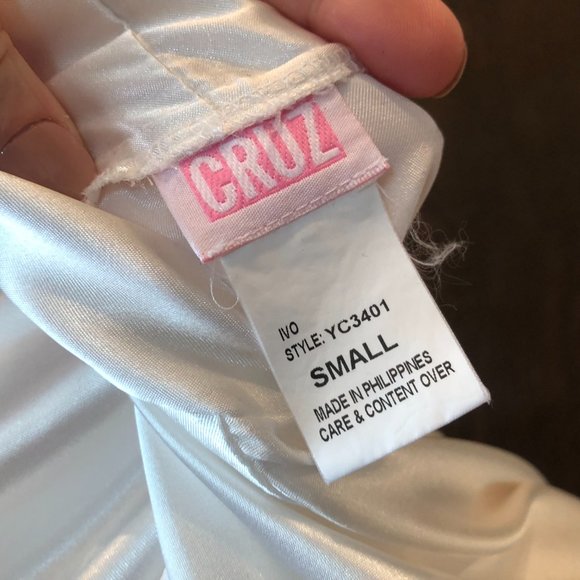 CRUZ
IVO
STYLE: YC3401
SMALL
MADE IN PHILIPPINES
CARE & CONTENT OVER